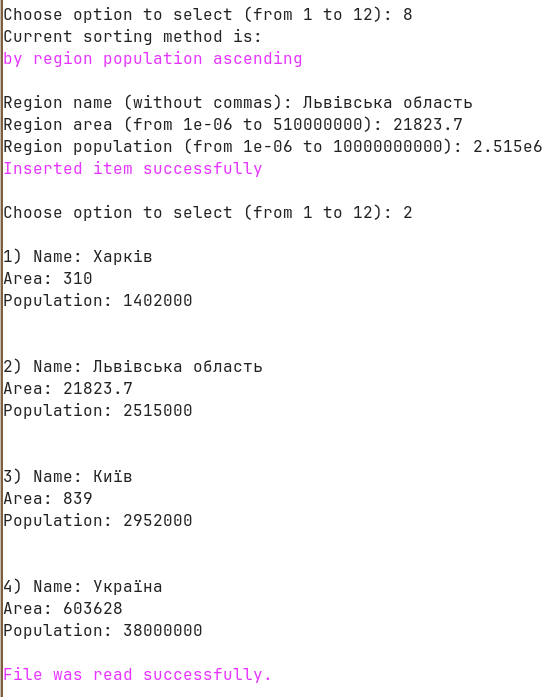 Choose option to select (from 1 to 12): 8
Current sorting method is:
by region population ascending
Region name (without commas): Львівська область
Region area (from 1e-06 to 510000000): 21823.7
Region population (from 1e-06 to 10000000000): 2.515e6
Inserted item successfully
Choose option to select (from 1 to 12): 2
1) Name: Харків
Area: 310
Population: 1402000
2) Name: Львівська область
Area: 21823.7
Population: 2515000
3) Name: Київ
Area: 839
Population: 2952000
4) Name: Україна
Area: 603628
Population: 38000000
File was read successfully.